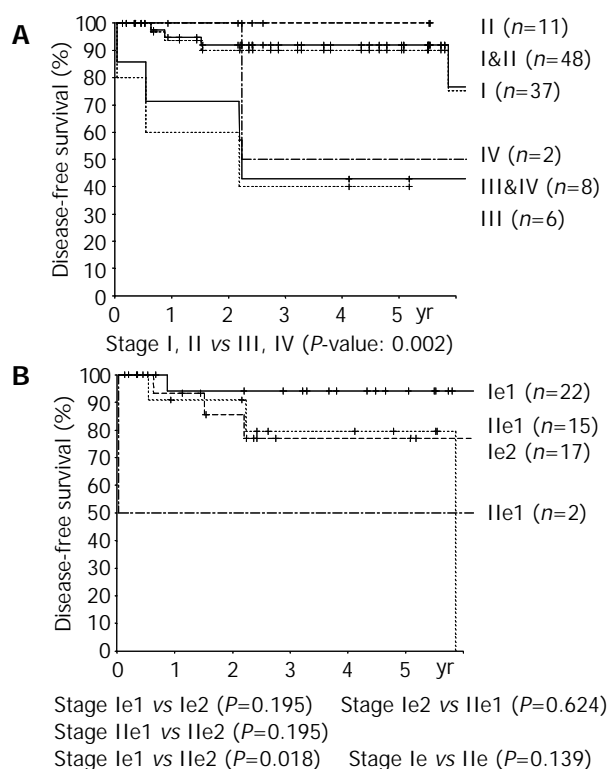 A
Disease-free survival (%)
100
90
80
70
60
50
40
30
20
10
0
0 1 2 3 4 5 yr
II (n=11)
I&II (n=48)
I (n=37)
IV (n=2)
III&IV (n=8)
III (n=6)
Stage I, II vs III, IV (P-value: 0.002)
B
Disease-free survival (%)
100
90
80
70
60
50
40
30
20
10
0
0 1 2 3 4 5 yr
Ie1 (n=22)
IIe1 (n=15)
Ie2 (n=17)
IIe1 (n=2)
Stage Ie1 vs Ie2 (P=0.195) Stage Ie2 vs IIe1 (P=0.624)
Stage IIe1 vs IIe2 (P=0.195)
Stage Ie1 vs IIe2 (P=0.018) Stage Ie vs IIe (P=0.139)